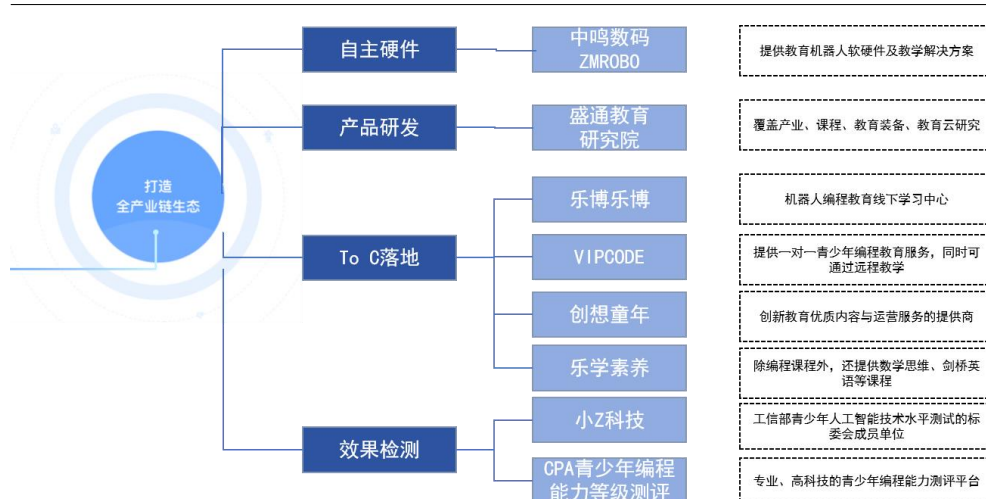 打造
全产业链生态
自主硬件
中鸣数码
ZMROBO
提供教育机器人软硬件及教学解决方案
产品研发
盛通教育
研究院
覆盖产业、课程、教育装备、教育云研究
To C落地
乐博乐博
机器人编程教育线下学习中心
VIPCODE
提供一对一青少年编程教育服务，同时可
通过远程教学
创想童年
创新教育优质内容与运营服务的提供商
乐学素养
除编程课程外，还提供数学思维、剑桥英
语等课程
效果检测
小Z科技
工信部青少年人工智能技术水平测试的标
委会成员单位
CPA青少年编程
能力等级测评
专业、高科技的青少年编程能力测评平台